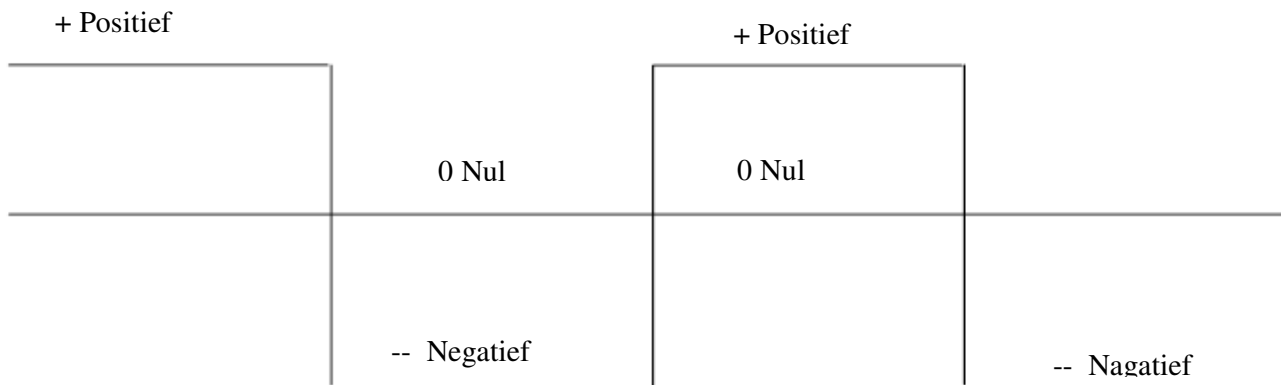 + Positief
+ Positief
0 Nul
0 Nul
-- Negatief
-- Nagatief